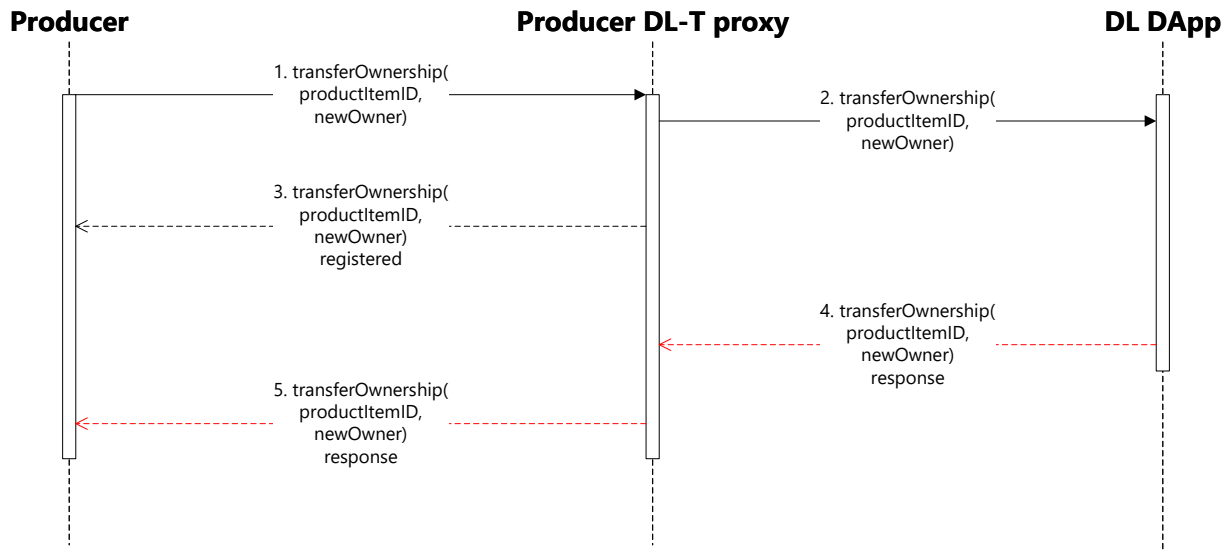 Producer
Producer DL-T proxy
DL DApp
1. transferOwnership(
productItemID,
newOwner)
2. transferOwnership(
productItemID,
newOwner)
3. transferOwnership(
productItemID,
newOwner)
registered
4. transferOwnership(
productItemID,
newOwner)
response
5. transferOwnership(
productItemID,
newOwner)
response